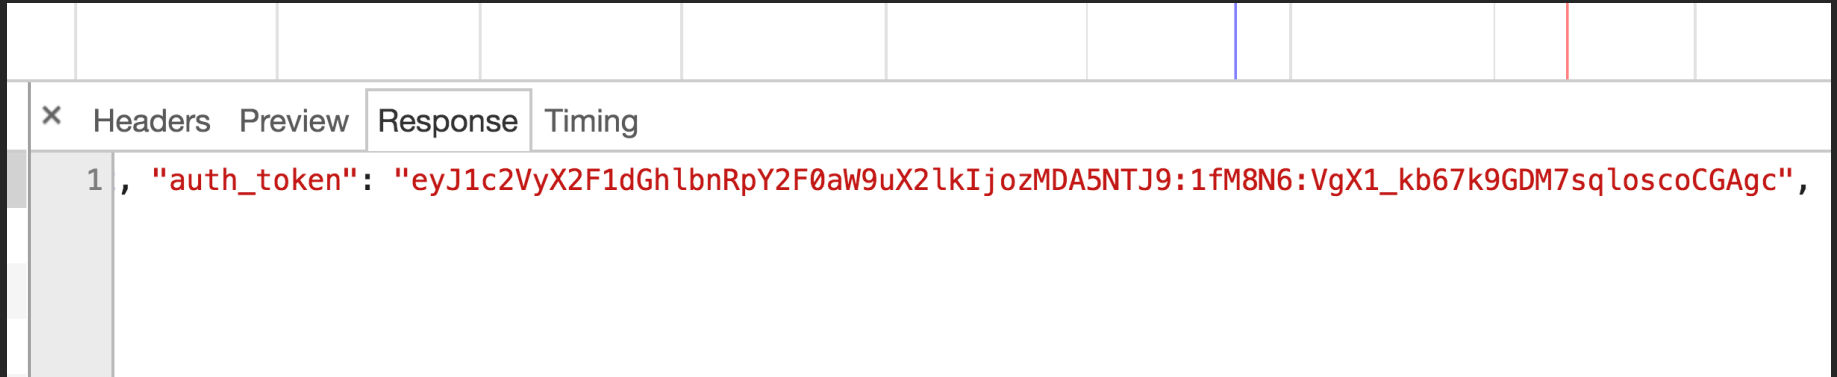 × Headers Preview Response Timing
1 , "auth_token": "eyJ1c2VyX2F1dGhlbnRpY2F0aW9uX2lkIjozMDA5NTJ9:1fM8N6:VgX1_kb67k9GDM7sqloscoCGAgc",